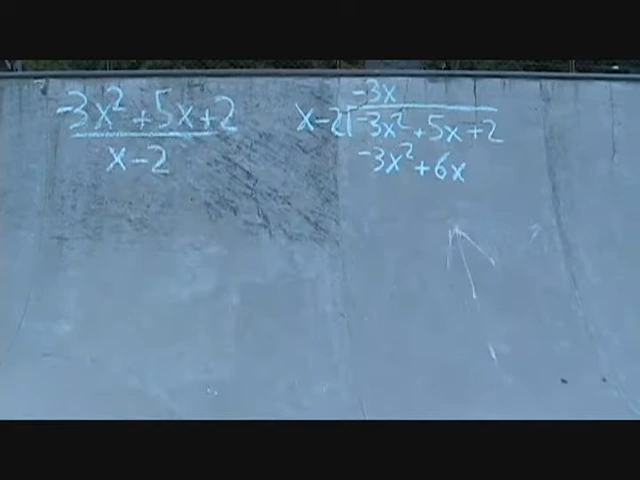 -3x² + 5x + 2
x - 2
-3x
x-2 -3x² + 5x + 2
-3x² + 6x